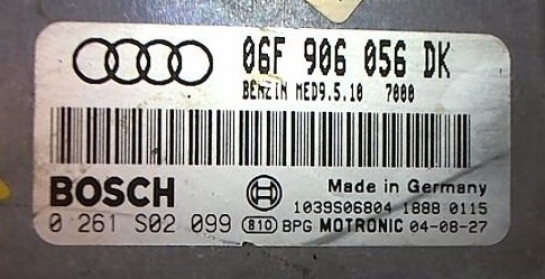 06F 906 056 DK
BENZIN MED9.5.10 7000
BOSCH
Made in Germany
1039S06804 1888 0115
0 261 S02 099 810 BPG MOTRONIC 04-08-27